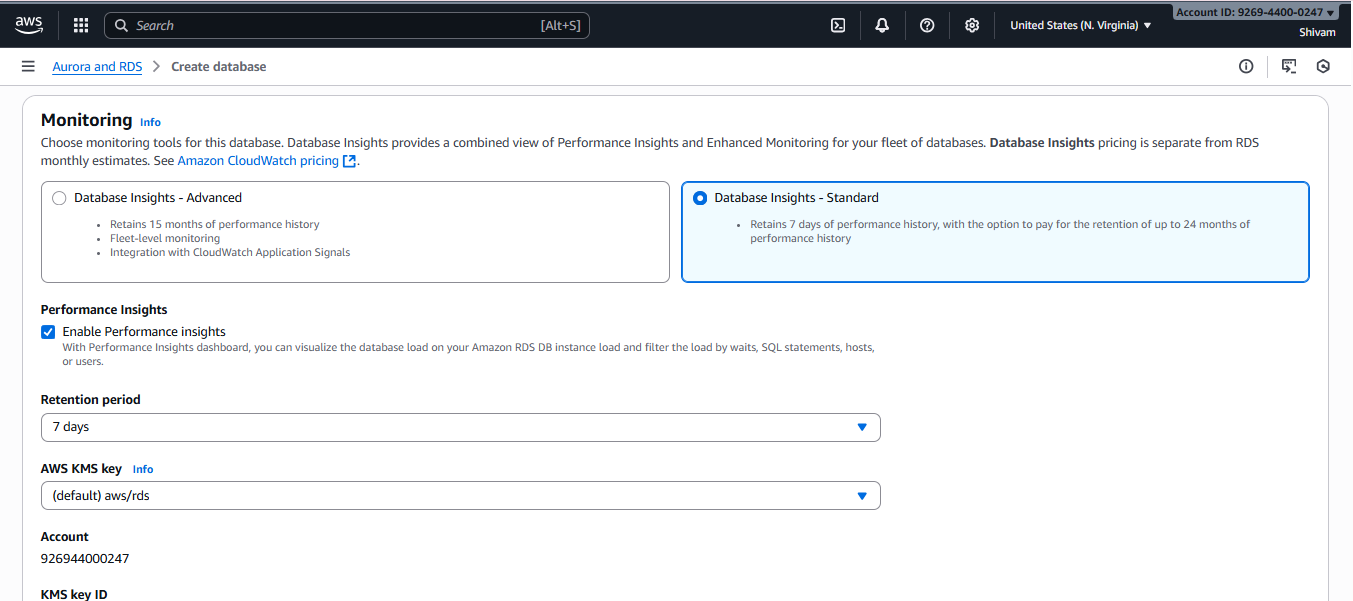 aws
Search
[Alt+S]
United States (N. Virginia)
Account ID: 9269-4400-0247
Shivam
Aurora and RDS
Create database
Monitoring Info
Choose monitoring tools for this database. Database Insights provides a combined view of Performance Insights and Enhanced Monitoring for your fleet of databases. Database Insights pricing is separate from RDS
monthly estimates. See Amazon CloudWatch pricing.
Database Insights - Advanced
• Retains 15 months of performance history
• Fleet-level monitoring
• Integration with CloudWatch Application Signals
Database Insights - Standard
• Retains 7 days of performance history, with the option to pay for the retention of up to 24 months of
performance history
Performance Insights
Enable Performance insights
With Performance Insights dashboard, you can visualize the database load on your Amazon RDS DB instance load and filter the load by waits, SQL statements, hosts,
or users.
Retention period
7 days
AWS KMS key Info
(default) aws/rds
Account
926944000247
KMS key ID